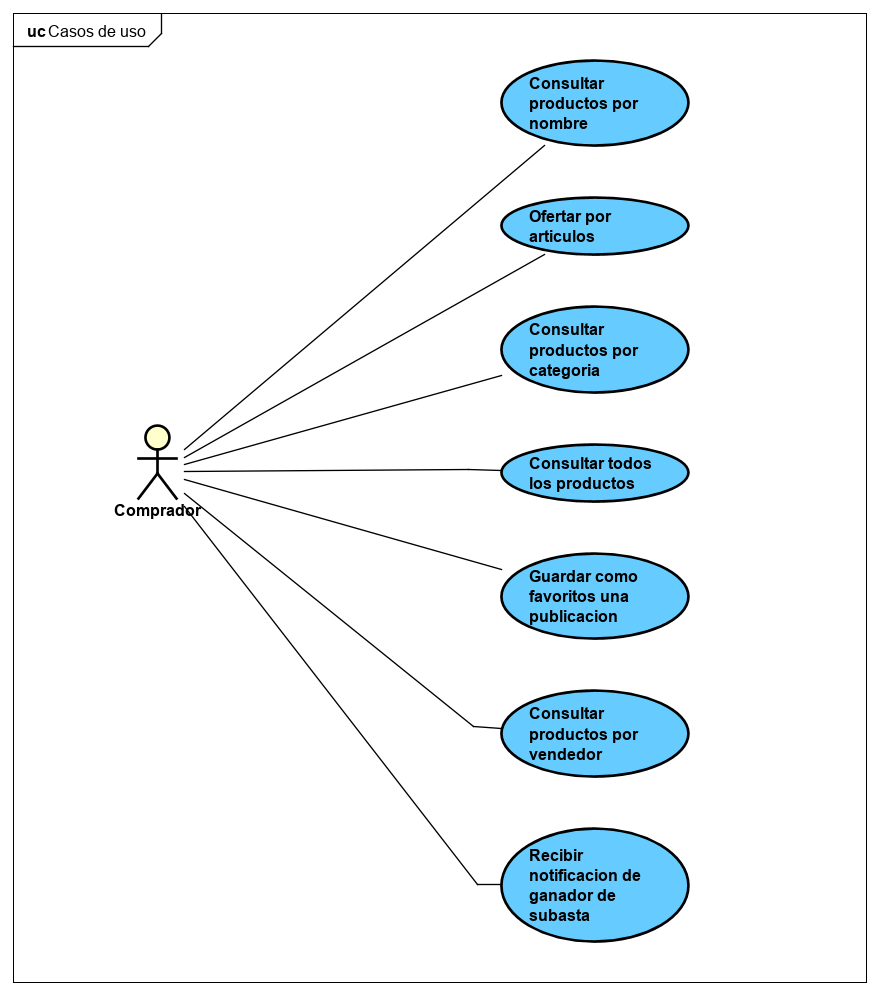 uc Casos de uso
Consultar
productos por
nombre
Ofertar por
articulos
Consultar
productos por
categoria
Consultar todos
los productos
Comprador
Guardar como
favoritos una
publicacion
Consultar
productos por
vendedor
Recibir
notificacion de
ganador de
subasta